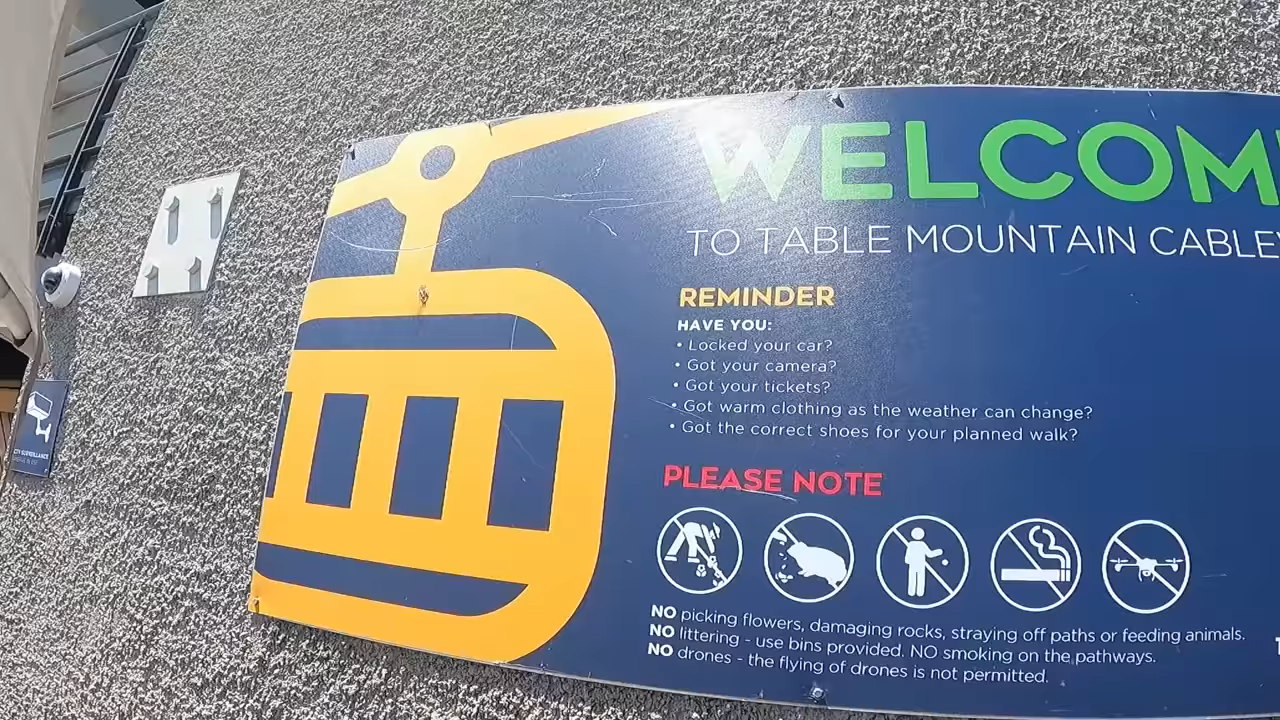 WELCOM
TO TABLE MOUNTAIN CABLE
REMINDER
HAVE YOU:
• Locked your car?
• Got your camera?
• Got your tickets?
• Got warm clothing as the weather can change?
• Got the correct shoes for your planned walk?
PLEASE NOTE
NO picking flowers, damaging rocks, straying off paths or feeding animals.
NO littering - use bins provided. NO smoking on the pathways.
NO drones - the flying of drones is not permitted.